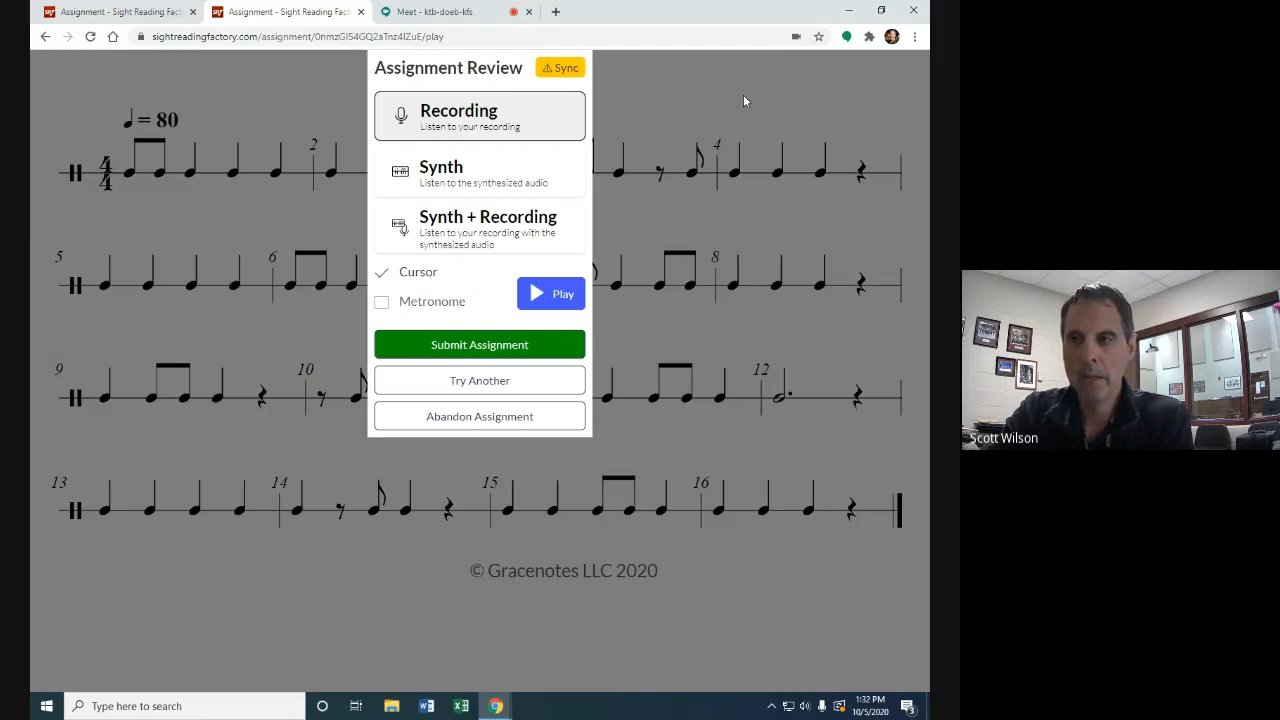 Assignment - Sight Reading Fact
Assignment - Sight Reading Fact
Meet - ktb-doeb-kfs
sightreadingfactory.com/assignment/0nmzGI54GQ2aTnz4IZuE/play
Assignment Review
Sync
Recording
Listen to your recording
Synth
Listen to the synthesized audio
Synth + Recording
Listen to your recording with the
synthesized audio
Cursor
Metronome
Play
Submit Assignment
Try Another
Abandon Assignment
= 80
4
4
2
4
5
6
8
9
10
12
13
14
15
16
© Gracenotes LLC 2020
Scott Wilson
Type here to search
1:32 PM
10/5/2020
3